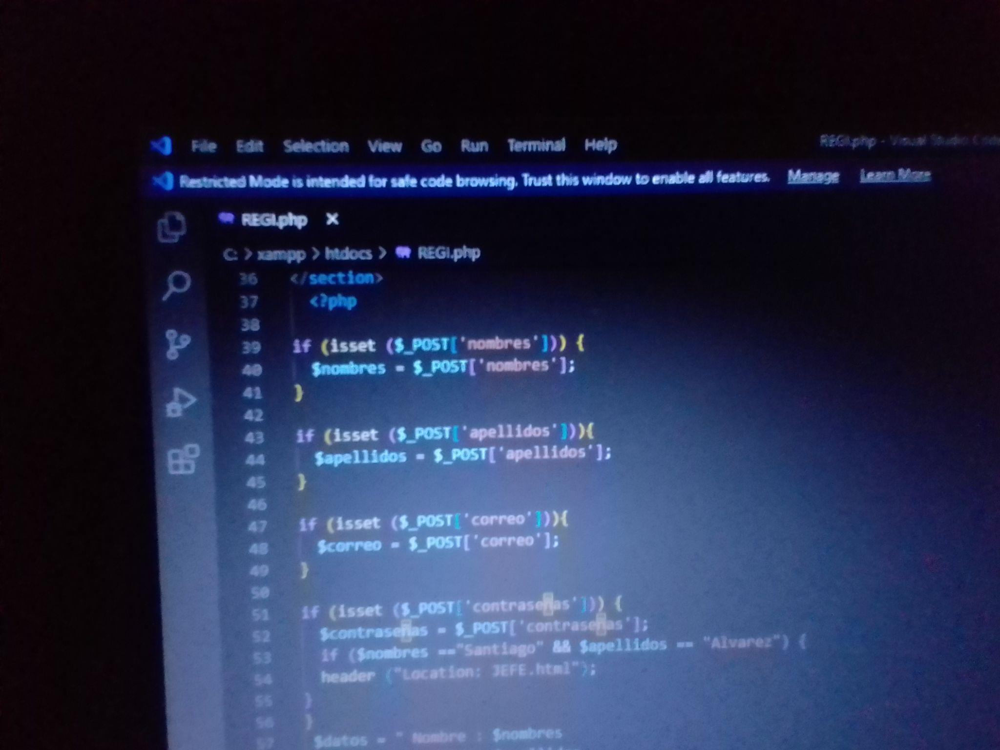 File Edit Selection View Go Run Terminal Help REGI.php - Visual Studio Code
Restricted Mode is intended for safe code browsing. Trust this window to enable all features. Manage Learn More
REGI.php X
C: > xampp > htdocs > REGI.php
36 </section>
37 <?php
38
39 if (isset ($_POST['nombres'])) {
40 $nombres = $_POST['nombres'];
41 }
42
43 if (isset ($_POST['apellidos'])){
44 $apellidos = $_POST['apellidos'];
45 }
46
47 if (isset ($_POST['correo'])){
48 $correo = $_POST['correo'];
49 }
50
51 if (isset ($_POST['contraseñas'])) {
52 $contraseñas = $_POST['contraseñas'];
53 if ($nombres =="Santiago" && $apellidos == "Alvarez") {
54 header ("Location: JEFE.html");
55 }
56 }
57 $datos = " Nombre : $nombres